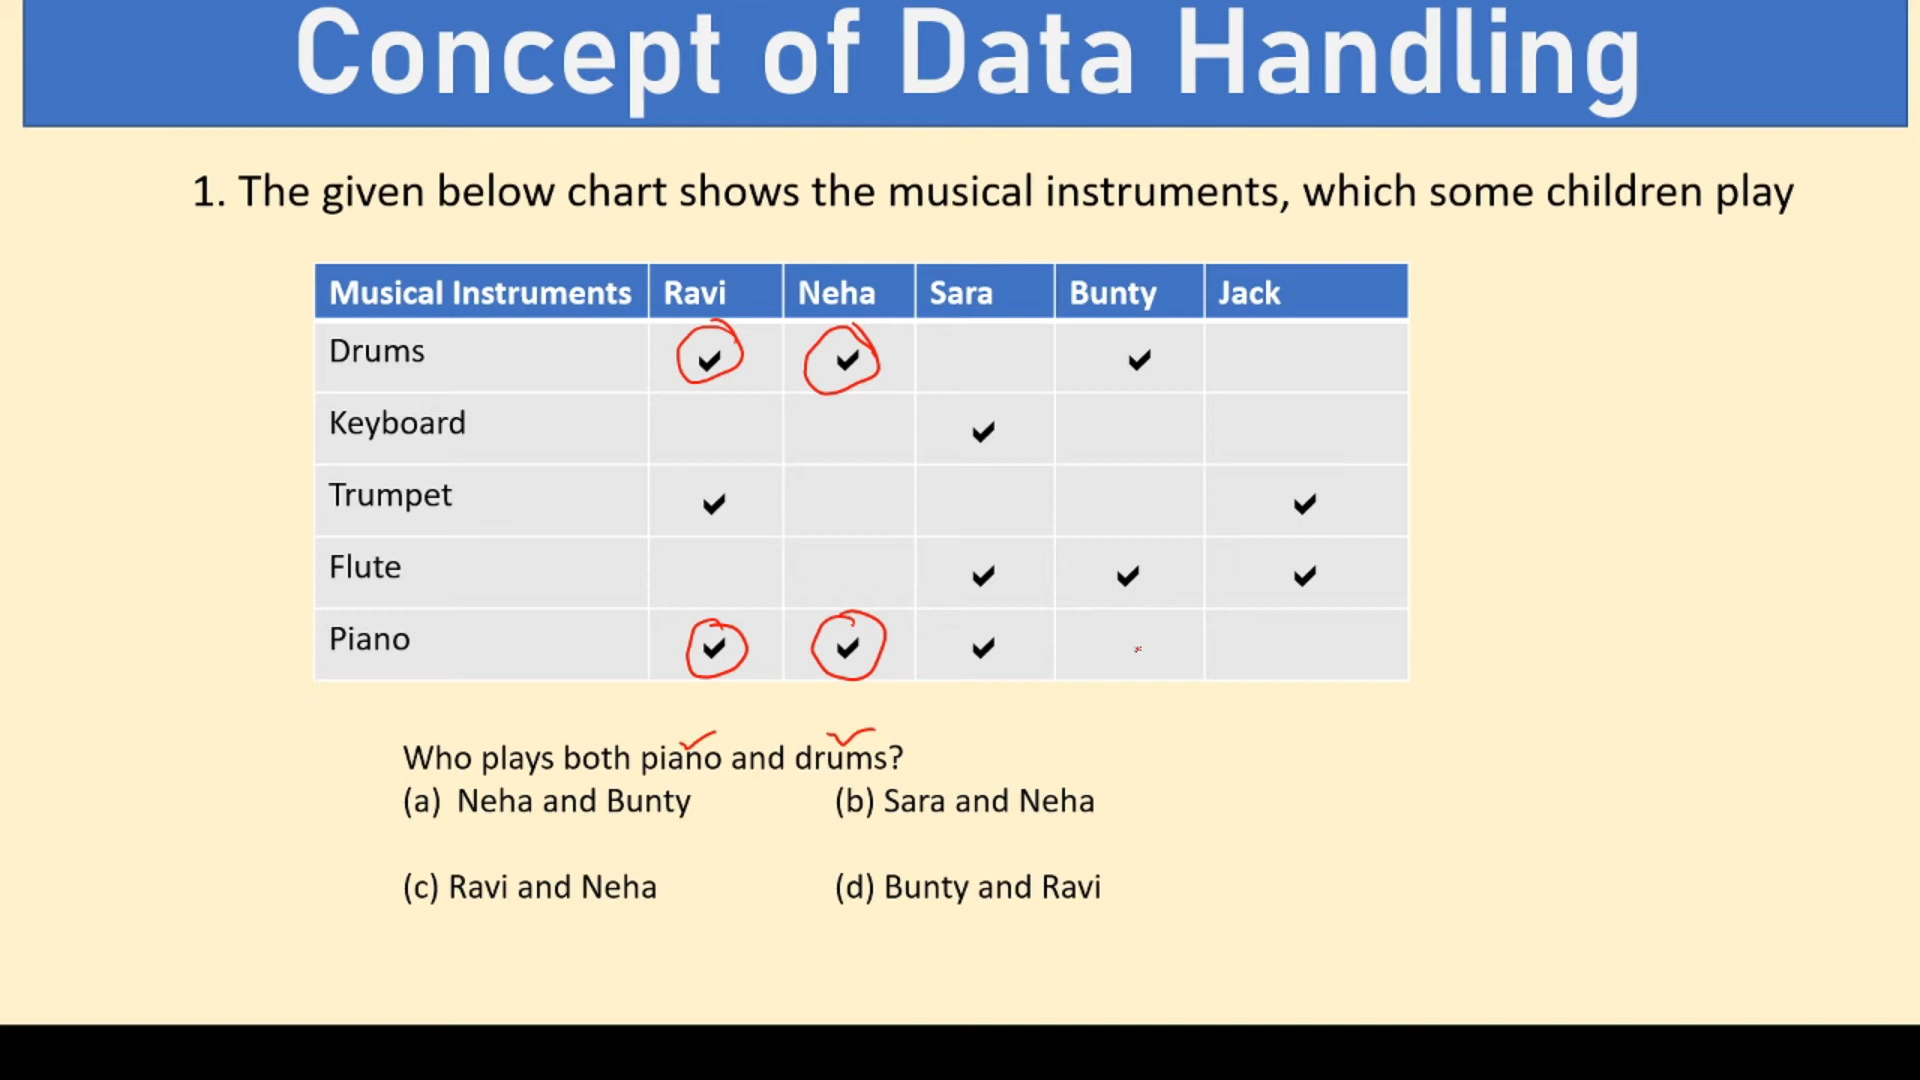 Concept of Data Handling
1. The given below chart shows the musical instruments, which some children play
Musical Instruments Ravi Neha Sara Bunty Jack
Drums ✔ ✔ ✔
Keyboard ✔
Trumpet ✔ ✔
Flute ✔ ✔ ✔
Piano ✔ ✔ ✔
Who plays both piano and drums?
(a) Neha and Bunty (b) Sara and Neha
(c) Ravi and Neha (d) Bunty and Ravi